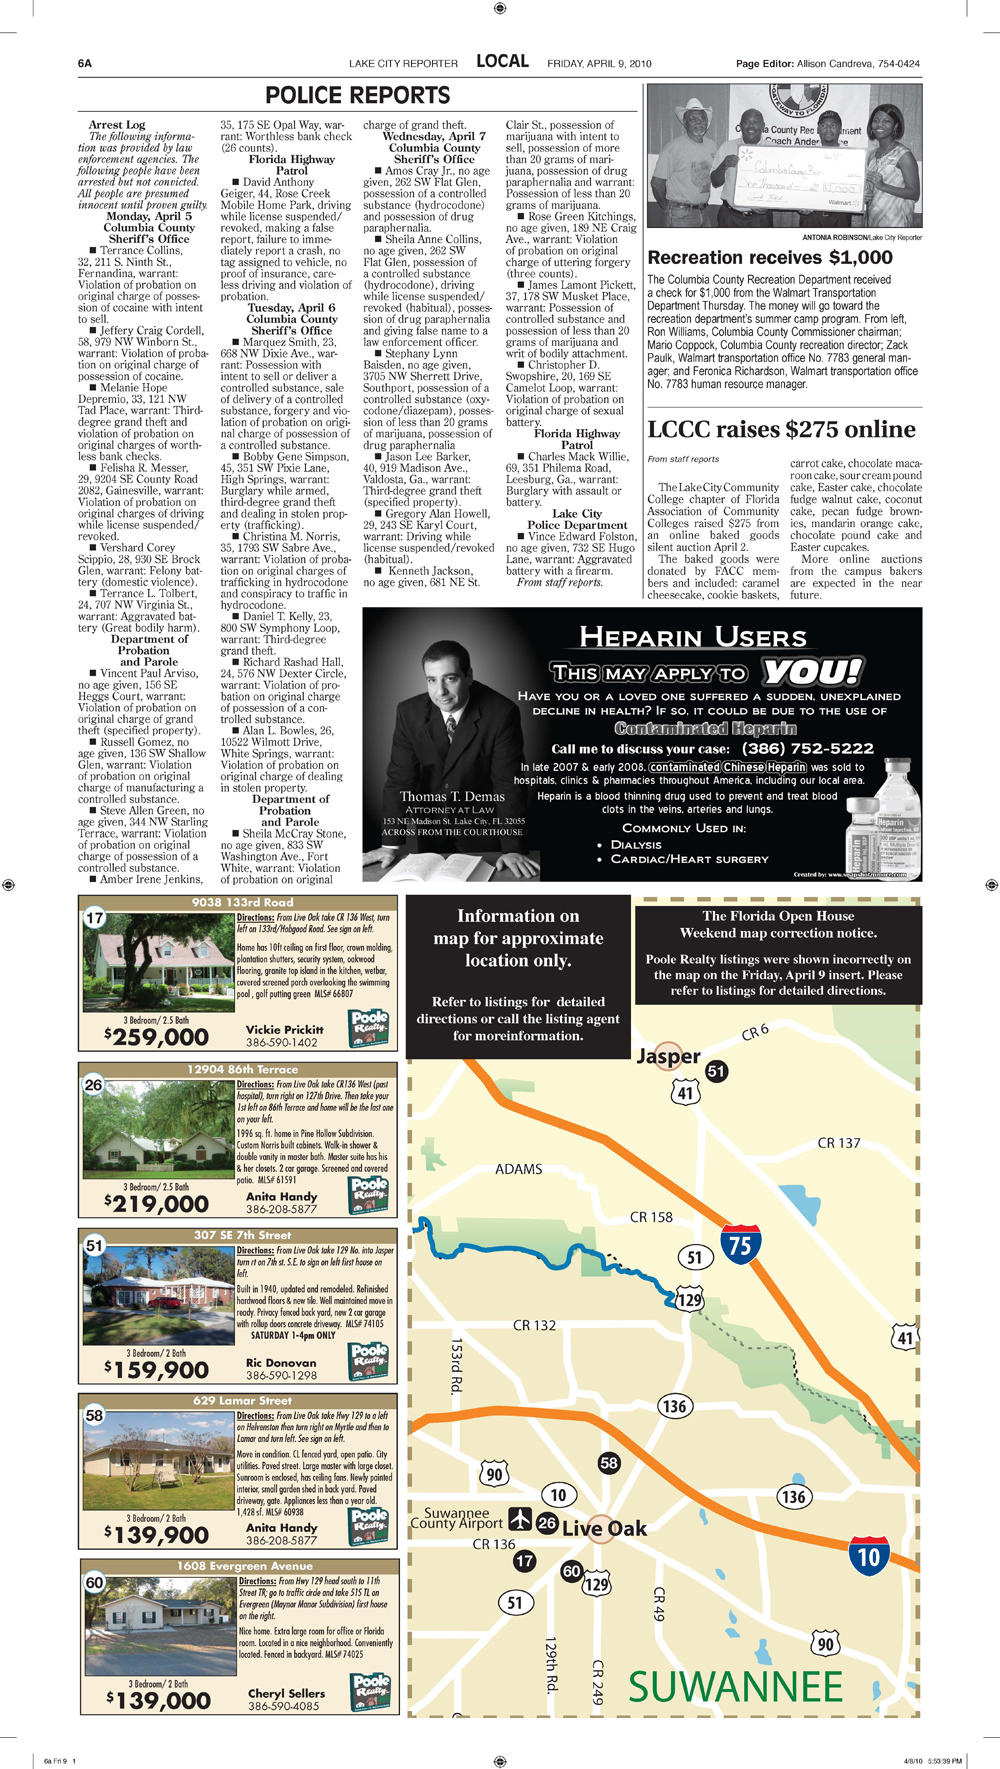 6A
LAKE CITY REPORTER
LOCAL
FRIDAY, APRIL 9, 2010
Page Editor: Allison Candreva, 754-0424
POLICE REPORTS
Arrest Log
The following informa-
tion was provided by law
enforcement agencies. The
following people have been
arrested but not convicted.
All people are presumed
innocent until proven guilty.
Monday, April 5
Columbia County
Sheriff's Office
■ Terrance Collins,
32, 211 S. Ninth St.,
Fernandina, warrant:
Violation of probation on
original charge of posses-
sion of cocaine with intent
to sell.
■ Jeffery Craig Cordell,
58, 979 NW Winborn St.,
warrant: Violation of proba-
tion on original charge of
possession of cocaine.
■ Melanie Hope
Depremio, 33, 121 NW
Tad Place, warrant: Third-
degree grand theft and
violation of probation on
original charges of worth-
less bank checks.
■ Felisha R. Messer,
29, 9204 SE County Road
2082, Gainesville, warrant:
Violation of probation on
original charges of driving
while license suspended/
revoked.
■ Vershard Corey
Scippio, 28, 930 SE Brock
Glen, warrant: Felony bat-
tery (domestic violence).
■ Terrance L. Tolbert,
24, 707 NW Virginia St.,
warrant: Aggravated bat-
tery (Great bodily harm).
Department of
Probation
and Parole
■ Vincent Paul Arviso,
no age given, 156 SE
Heggs Court, warrant:
Violation of probation on
original charge of grand
theft (specified property).
■ Russell Gomez, no
age given, 136 SW Shallow
Glen, warrant: Violation
of probation on original
charge of manufacturing a
controlled substance.
■ Steve Allen Green, no
age given, 344 NW Starling
Terrace, warrant: Violation
of probation on original
charge of possession of a
controlled substance.
■ Amber Irene Jenkins,
35, 175 SE Opal Way, war-
rant: Worthless bank check
(26 counts).
Florida Highway
Patrol
■ David Anthony
Geiger, 44, Rose Creek
Mobile Home Park, driving
while license suspended/
revoked, making a false
report, failure to imme-
diately report a crash, no
tag assigned to vehicle, no
proof of insurance, care-
less driving and violation of
probation.
Tuesday, April 6
Columbia County
Sheriff's Office
■ Marquez Smith, 23,
668 NW Dixie Ave., war-
rant: Possession with
intent to sell or deliver a
controlled substance, sale
of delivery of a controlled
substance, forgery and vio-
lation of probation on origi-
nal charge of possession of
a controlled substance.
■ Bobby Gene Simpson,
45, 351 SW Pixie Lane,
High Springs, warrant:
Burglary while armed,
third-degree grand theft
and dealing in stolen prop-
erty (trafficking).
■ Christina M. Norris,
35, 1793 SW Sabre Ave.,
warrant: Violation of proba-
tion on original charges of
trafficking in hydrocodone
and conspiracy to traffic in
hydrocodone.
■ Daniel T. Kelly, 23,
800 SW Symphony Loop,
warrant: Third-degree
grand theft.
■ Richard Rashad Hall,
24, 576 NW Dexter Circle,
warrant: Violation of pro-
bation on original charge
of possession of a con-
trolled substance.
■ Alan L. Bowles, 26,
10522 Wilmott Drive,
White Springs, warrant:
Violation of probation on
original charge of dealing
in stolen property.
Department of
Probation
and Parole
■ Sheila McCray Stone,
no age given, 833 SW
Washington Ave., Fort
White, warrant: Violation
of probation on original
charge of grand theft.
Wednesday, April 7
Columbia County
Sheriff's Office
■ Amos Cray Jr., no age
given, 262 SW Flat Glen,
possession of a controlled
substance (hydrocodone)
and possession of drug
paraphernalia.
■ Sheila Anne Collins,
no age given, 262 SW
Flat Glen, possession of
a controlled substance
(hydrocodone), driving
while license suspended/
revoked (habitual), posses-
sion of drug paraphernalia
and giving false name to a
law enforcement officer.
■ Stephany Lynn
Baisden, no age given,
3705 NW Sherrett Drive,
Southport, possession of a
controlled substance (oxy-
codone/diazepam), posses-
sion of less than 20 grams
of marijuana, possession of
drug paraphernalia
■ Jason Lee Barker,
40, 919 Madison Ave.,
Valdosta, Ga., warrant:
Third-degree grand theft
(specified property).
■ Gregory Alan Howell,
29, 243 SE Karyl Court,
warrant: Driving while
license suspended/revoked
(habitual).
■ Kenneth Jackson,
no age given, 681 NE St.
Clair St., possession of
marijuana with intent to
sell, possession of more
than 20 grams of mari-
juana, possession of drug
paraphernalia and warrant:
Possession of less than 20
grams of marijuana.
■ Rose Green Kitchings,
no age given, 189 NE Craig
Ave., warrant: Violation
of probation on original
charge of uttering forgery
(three counts).
■ James Lamont Pickett,
37, 178 SW Musket Place,
warrant: Possession of
controlled substance and
possession of less than 20
grams of marijuana and
writ of bodily attachment.
■ Christopher D.
Swopshire, 20, 169 SE
Camelot Loop, warrant:
Violation of probation on
original charge of sexual
battery.
Florida Highway
Patrol
■ Charles Mack Willie,
69, 351 Philema Road,
Leesburg, Ga., warrant:
Burglary with assault or
battery.
Lake City
Police Department
■ Vince Edward Folston,
no age given, 732 SE Hugo
Lane, warrant: Aggravated
battery with a firearm.
From staff reports.
ANTONIA ROBINSON/Lake City Reporter
Recreation receives $1,000
The Columbia County Recreation Department received
a check for $1,000 from the Walmart Transportation
Department Thursday. The money will go toward the
recreation department's summer camp program. From left,
Ron Williams, Columbia County Commissioner chairman;
Mario Coppock, Columbia County recreation director; Zack
Paulk, Walmart transportation office No. 7783 general man-
ager; and Feronica Richardson, Walmart transportation office
No. 7783 human resource manager.
LCCC raises $275 online
From staff reports
The Lake City Community
College chapter of Florida
Association of Community
Colleges raised $275 from
an online baked goods
silent auction April 2.
The baked goods were
donated by FACC mem-
bers and included: caramel
cheesecake, cookie baskets,
carrot cake, chocolate maca-
roon cake, sour cream pound
cake, Easter cake, chocolate
fudge walnut cake, coconut
cake, pecan fudge brown-
ies, mandarin orange cake,
chocolate pound cake and
Easter cupcakes.
More online auctions
from the campus bakers
are expected in the near
future.
HEPARIN USERS
THIS MAY APPLY TO YOU!
HAVE YOU OR A LOVED ONE SUFFERED A SUDDEN, UNEXPLAINED
DECLINE IN HEALTH? IF SO, IT COULD BE DUE TO THE USE OF
Contaminated Heparin
Call me to discuss your case: (386) 752-5222
In late 2007 & early 2008, contaminated Chinese Heparin was sold to
hospitals, clinics & pharmacies throughout America, including our local area.
Heparin is a blood thinning drug used to prevent and treat blood
clots in the veins, arteries and lungs.
COMMONLY USED IN:
• DIALYSIS
• CARDIAC/HEART SURGERY
Thomas T. Demas
ATTORNEY AT LAW
153 NE Madison St. Lake City, FL 32055
ACROSS FROM THE COURTHOUSE
Heparin
Created by: www.snapshotzmore.com
9038 133rd Road
17
Directions: From Live Oak take CR 136 West, turn
left on 133rd/Hobgood Road. See sign on left.
Home has 10ft ceiling on first floor, crown molding,
plantation shutters, security system, oakwood
flooring, granite top island in the kitchen, wetbar,
covered screened porch overlooking the swimming
pool , golf putting green MLS# 66807
3 Bedroom/ 2.5 Bath
$259,000
Vickie Prickitt
386-590-1402
Poole
Realty
12904 86th Terrace
26
Directions: From Live Oak take CR136 West (past
hospital), turn right on 127th Drive. Then take your
1st left on 86th Terrace and home will be the last one
on your left.
1996 sq. ft. home in Pine Hollow Subdivision.
Custom Norris built cabinets. Walk-in shower &
double vanity in master bath. Master suite has his
& her closets. 2 car garage. Screened and covered
patio. MLS# 61591
3 Bedroom/ 2.5 Bath
$219,000
Anita Handy
386-208-5877
Poole
Realty
307 SE 7th Street
51
Directions: From Live Oak take 129 No. into Jasper
turn rt on 7th st. S.E. to sign on left first house on
left.
Built in 1940, updated and remodeled. Refinished
hardwood floors & new tile. Well maintained move in
ready. Privacy fenced back yard, new 2 car garage
with rollup doors concrete driveway. MLS# 74105
SATURDAY 1-4pm ONLY
3 Bedroom/ 2 Bath
$159,900
Ric Donovan
386-590-1298
Poole
Realty
629 Lamar Street
58
Directions: From Live Oak take Hwy 129 to a left
on Helvenston then turn right on Myrtle and then to
Lamar and turn left. See sign on left.
Move in condition. CL fenced yard, open patio. City
utilities. Paved street. Large master with large closet.
Sunroom is enclosed, has ceiling fans. Newly painted
interior, small garden shed in back yard. Paved
driveway, gate. Appliances less than a year old.
1,428 sf. MLS# 60938
3 Bedroom/ 2 Bath
$139,900
Anita Handy
386-208-5877
Poole
Realty
1608 Evergreen Avenue
60
Directions: From Hwy 129 head south to 11th
Street TR; go to traffic circle and take 515 TL on
Evergreen (Maynor Manor Subdivision) first house
on the right.
Nice home. Extra large room for office or Florida
room. Located in a nice neighborhood. Conveniently
located. Fenced in backyard. MLS# 74025
3 Bedroom/ 2 Bath
$139,000
Cheryl Sellers
386-590-4085
Poole
Realty
Information on
map for approximate
location only.
Refer to listings for detailed
directions or call the listing agent
for moreinformation.
The Florida Open House
Weekend map correction notice.
Poole Realty listings were shown incorrectly on
the map on the Friday, April 9 insert. Please
refer to listings for detailed directions.
CR 6
Jasper
51
41
CR 137
ADAMS
CR 158
75
51
129
CR 132
41
153rd Rd.
136
58
90
10
136
Suwannee
County Airport
26
Live Oak
CR 136
17
10
60
129
51
CR 49
90
129th Rd.
CR 249
SUWANNEE
6a Fri 9 1
4/8/10 5:53:39 PM